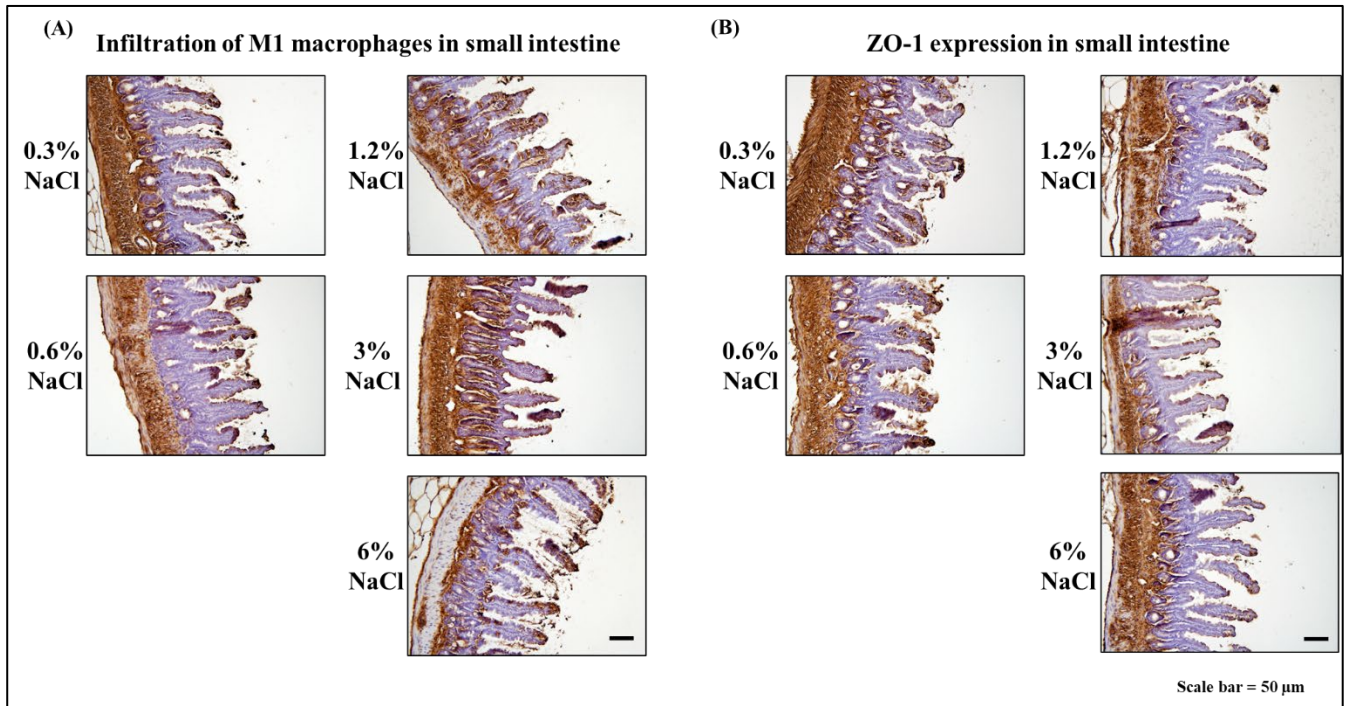 (A)
Infiltration of M1 macrophages in small intestine
0.3%
NaCl
1.2%
NaCl
0.6%
NaCl
3%
NaCl
6%
NaCl
(B)
ZO-1 expression in small intestine
0.3%
NaCl
1.2%
NaCl
0.6%
NaCl
3%
NaCl
6%
NaCl
Scale bar = 50 μm